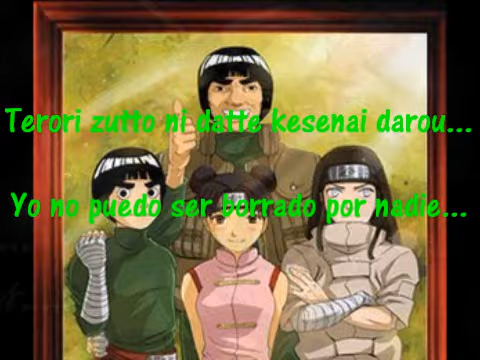 Terori zutto ni datte kesenai darou...
Yo no puedo ser borrado por nadie...